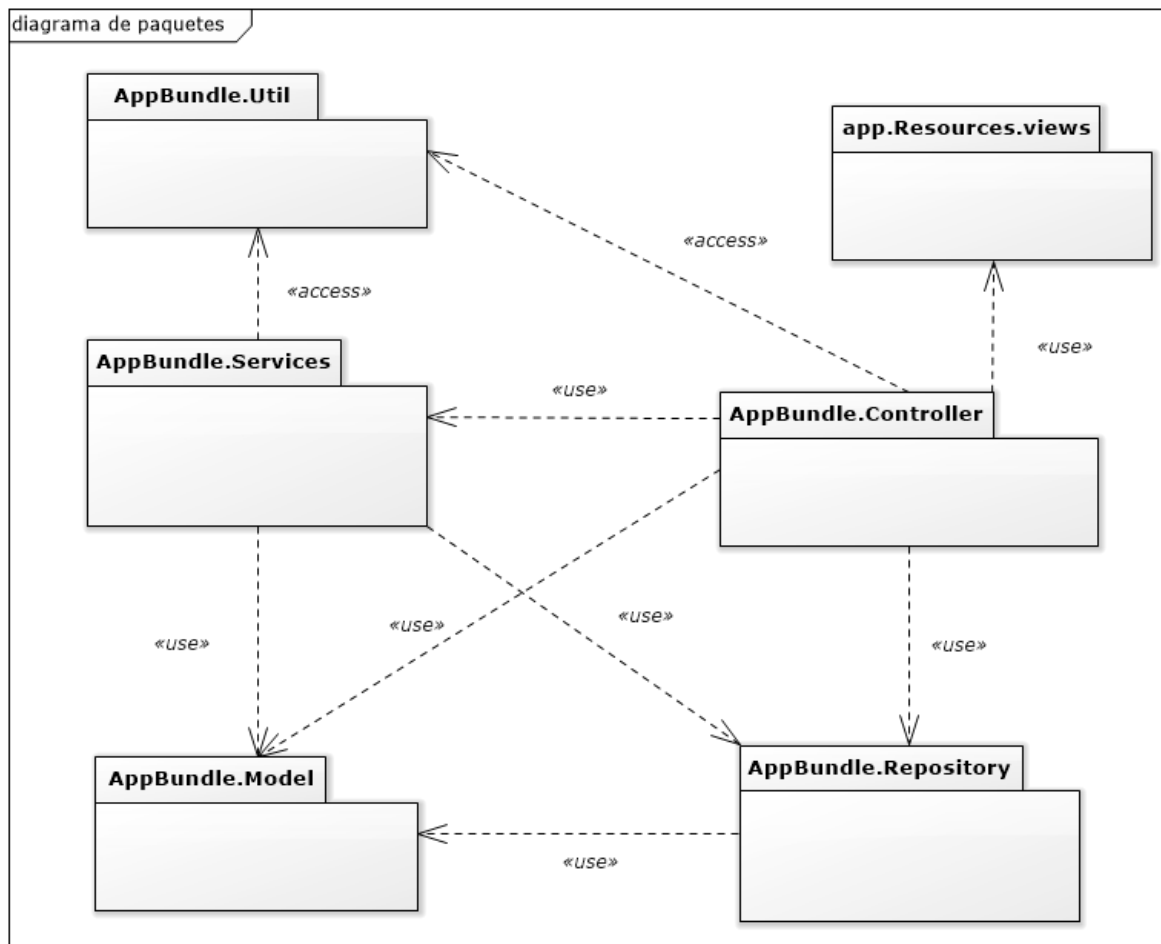 diagrama de paquetes
AppBundle.Util
app.Resources.views
«access»
«access»
«use»
AppBundle.Services
«use»
AppBundle.Controller
«use»
«use»
«use»
«use»
AppBundle.Model
AppBundle.Repository
«use»